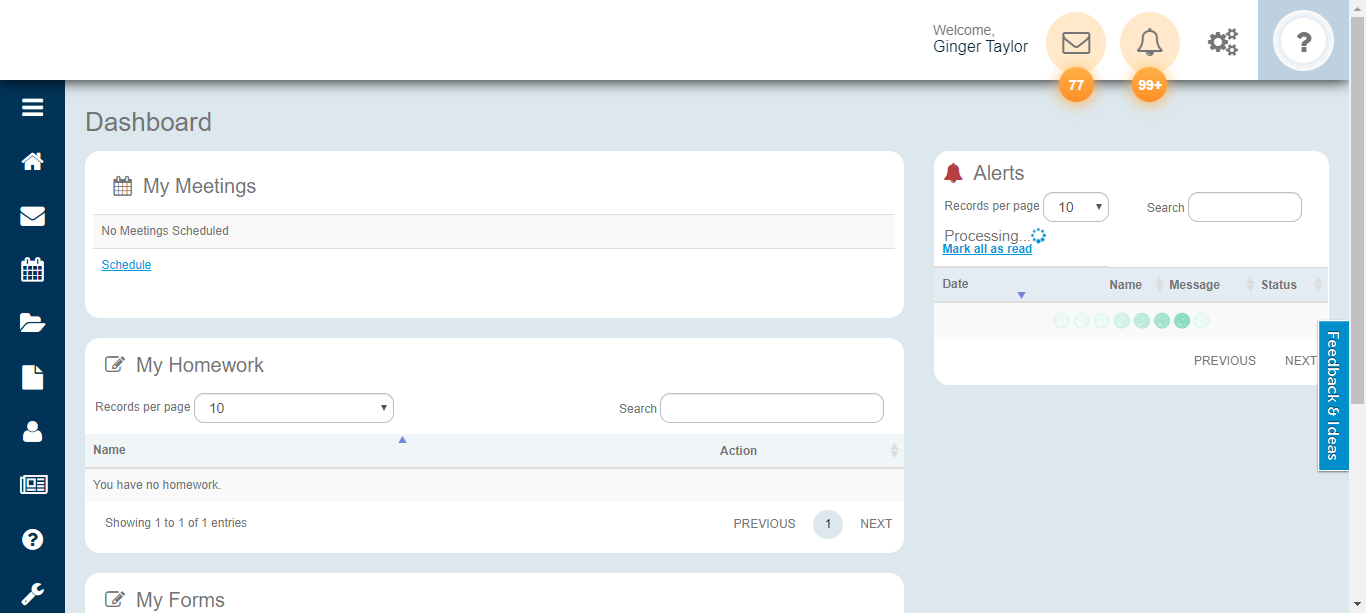 Welcome,
Ginger Taylor
77
99+
?
Dashboard
My Meetings
No Meetings Scheduled
Schedule
My Homework
Records per page 10 Search
Name Action
You have no homework.
Showing 1 to 1 of 1 entries PREVIOUS 1 NEXT
My Forms
Alerts
Records per page 10 Search
Processing...
Mark all as read
Date Name Message Status
PREVIOUS NEXT
Feedback & Ideas